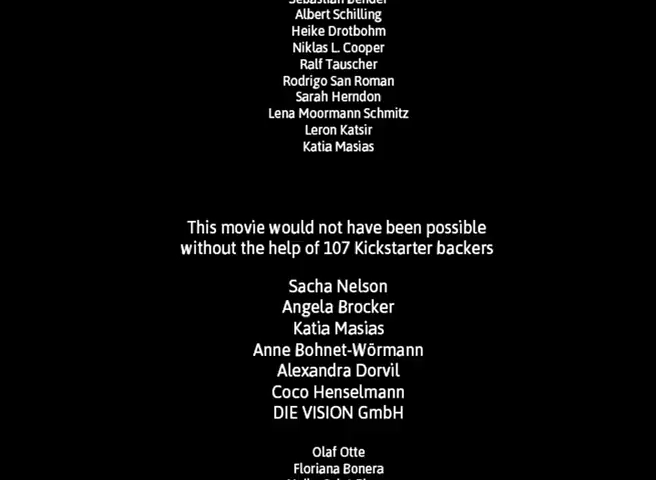 Sebastian Bender
Albert Schilling
Heike Drotbohm
Niklas L. Cooper
Ralf Tauscher
Rodrigo San Roman
Sarah Herndon
Lena Moormann Schmitz
Leron Katsir
Katia Masias
This movie would not have been possible
without the help of 107 Kickstarter backers
Sacha Nelson
Angela Brocker
Katia Masias
Anne Bohnet-Wörmann
Alexandra Dorvil
Coco Henselmann
DIE VISION GmbH
Olaf Otte
Floriana Bonera